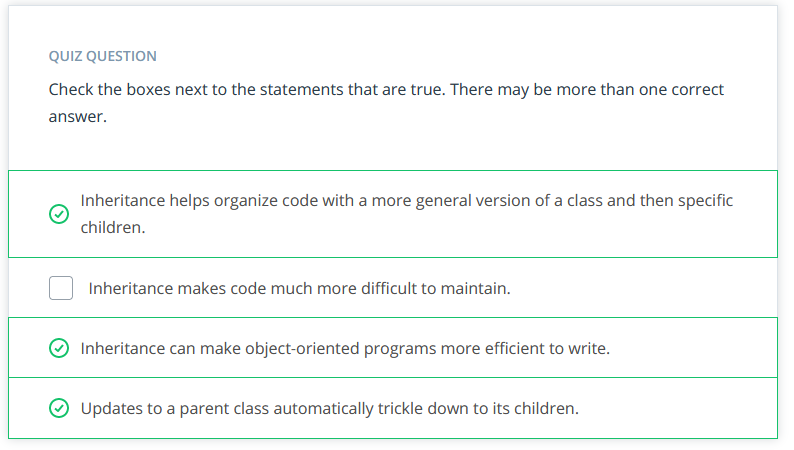 QUIZ QUESTION
Check the boxes next to the statements that are true. There may be more than one correct
answer.
Inheritance helps organize code with a more general version of a class and then specific
children.
Inheritance makes code much more difficult to maintain.
Inheritance can make object-oriented programs more efficient to write.
Updates to a parent class automatically trickle down to its children.